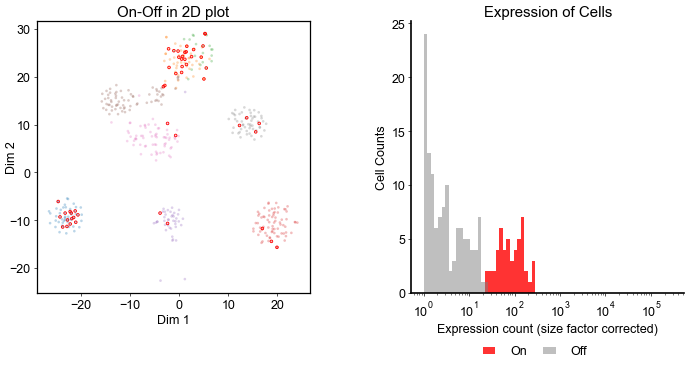 On-Off in 2D plot
30
20
10
0
−10
−20
Dim 2
−20 −10 0 10 20
Dim 1
Expression of Cells
25
20
15
10
5
0
Cell Counts
10^0 10^1 10^2 10^3 10^4 10^5
Expression count (size factor corrected)
On Off